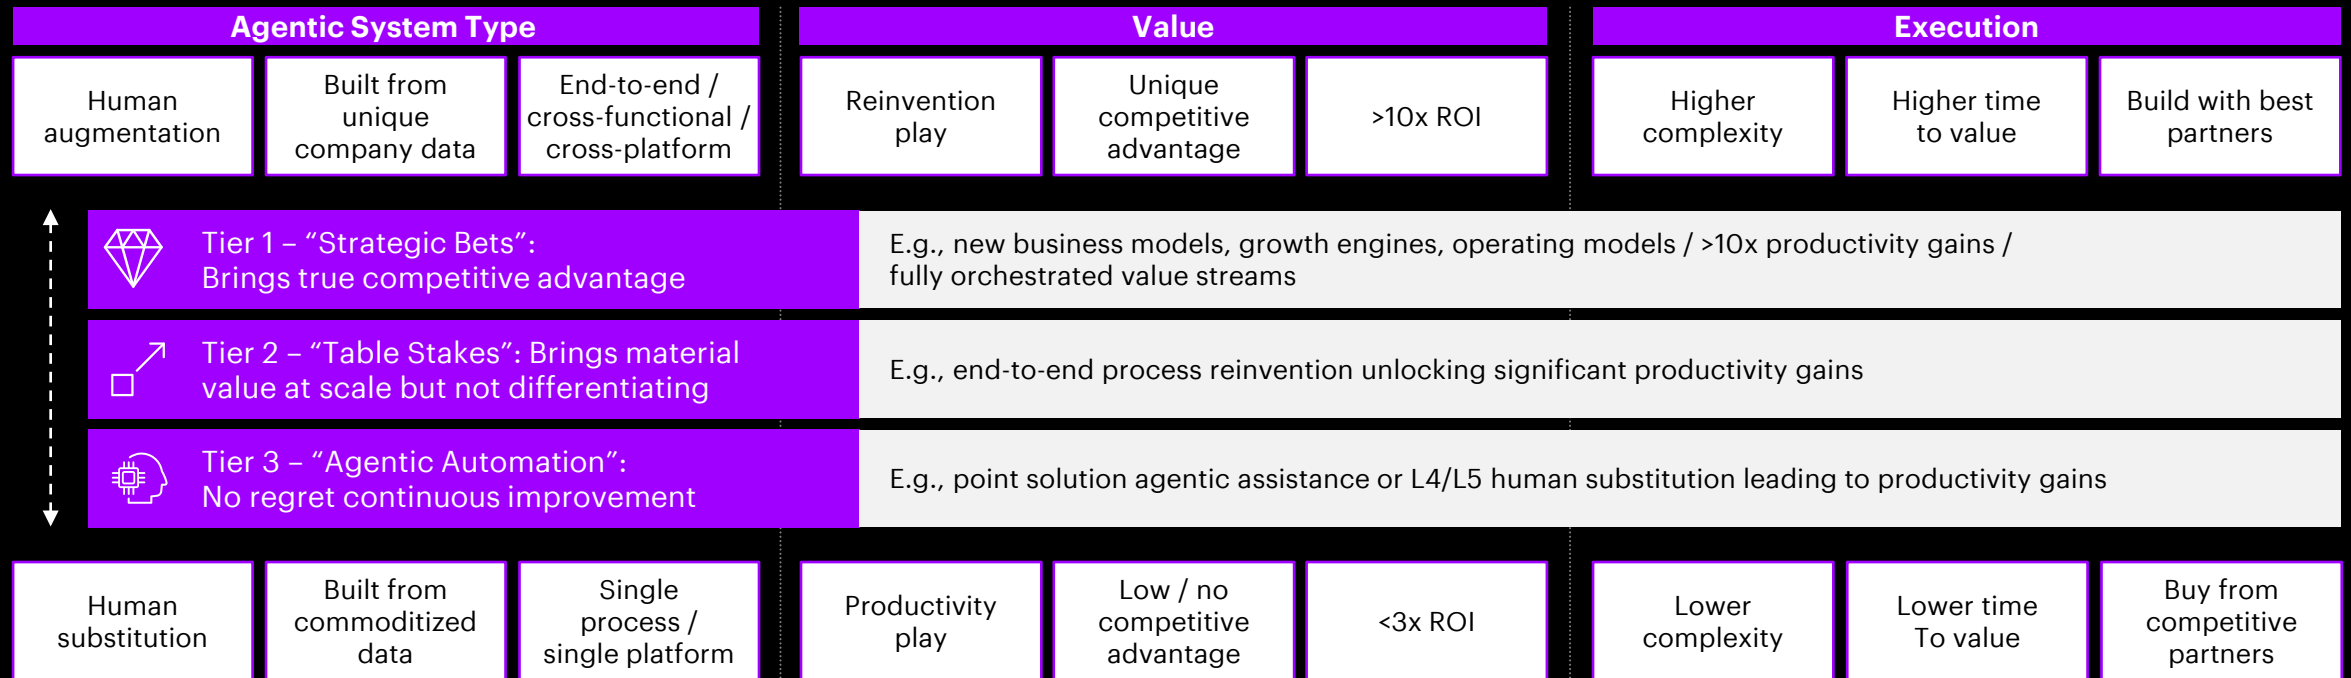 Agentic System Type
Value
Execution
Human
augmentation
Built from
unique
company data
End-to-end /
cross-functional /
cross-platform
Reinvention
play
Unique
competitive
advantage
>10x ROI
Higher
complexity
Higher time
to value
Build with best
partners
Tier 1 – “Strategic Bets”:
Brings true competitive advantage
E.g., new business models, growth engines, operating models / >10x productivity gains /
fully orchestrated value streams
Tier 2 – “Table Stakes”: Brings material
value at scale but not differentiating
E.g., end-to-end process reinvention unlocking significant productivity gains
Tier 3 – “Agentic Automation”:
No regret continuous improvement
E.g., point solution agentic assistance or L4/L5 human substitution leading to productivity gains
Human
substitution
Built from
commoditized
data
Single
process /
single platform
Productivity
play
Low / no
competitive
advantage
<3x ROI
Lower
complexity
Lower time
To value
Buy from
competitive
partners